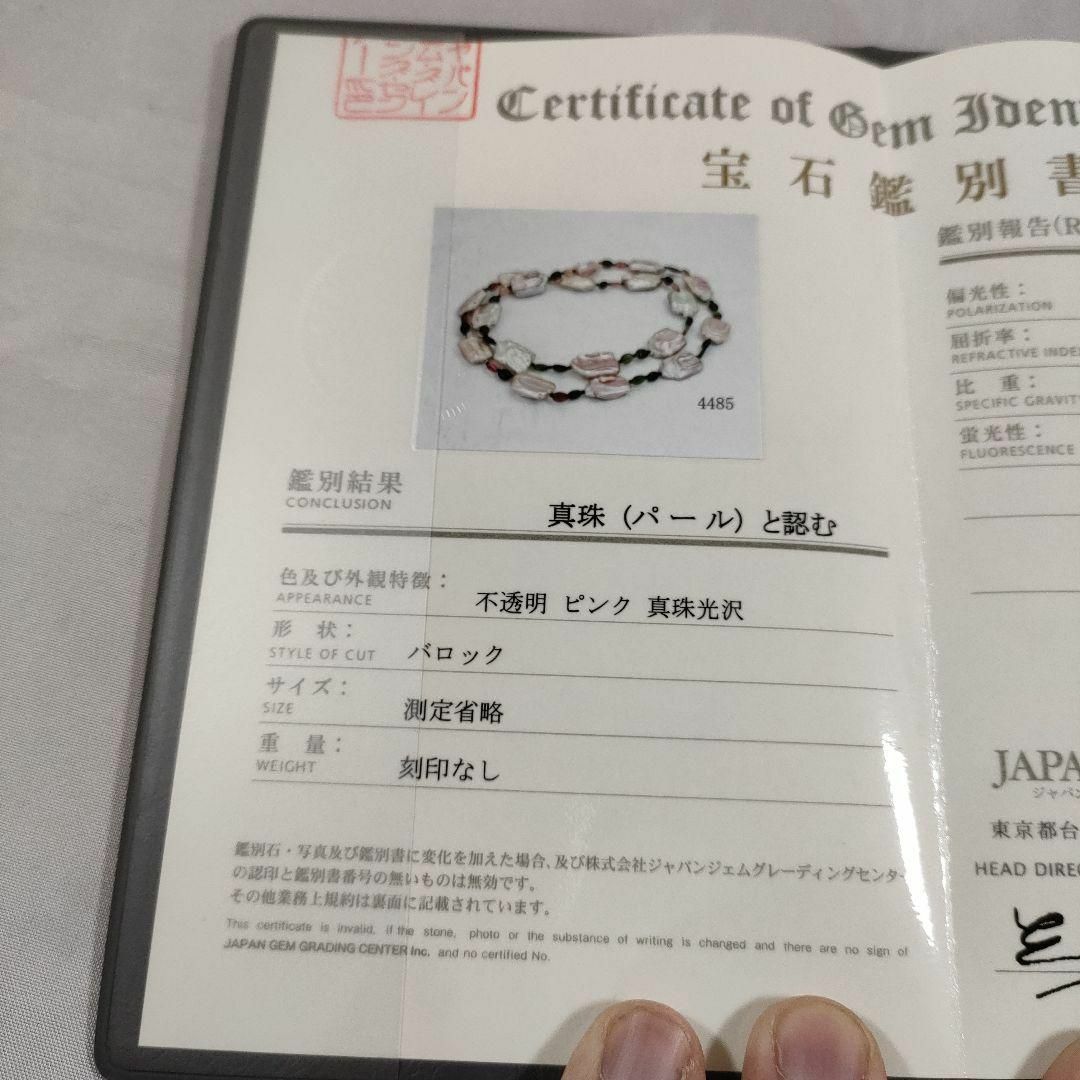 Certificate of Gem
宝石鑑別書
4485
鑑別結果
CONCLUSION
真珠 (パール) と認む
色及び外観特徴:
APPEARANCE
不透明 ピンク 真珠光沢
形 状:
STYLE OF CUT
バロック
サイズ:
SIZE
測定省略
重 量:
WEIGHT
刻印なし
鑑別石・写真及び鑑別書に変化を加えた場合、及び株式会社ジャパンジェムグレーディングセンター
の認印と鑑別書番号の無いものは無効です。
その他業務上規約は裏面に記載されています。
This certificate is invalid, if the stone, photo or the substance of writing is changed and there are no sign of
JAPAN GEM GRADING CENTER Inc. and no certified No.
鑑別報告(R
偏光性:
POLARIZATION
屈折率:
REFRACTIVE INDE
比 重:
SPECIFIC GRAVIT
蛍光性:
FLUORESCENCE
JAPA
ジャパン
東京都台
HEAD DIREC